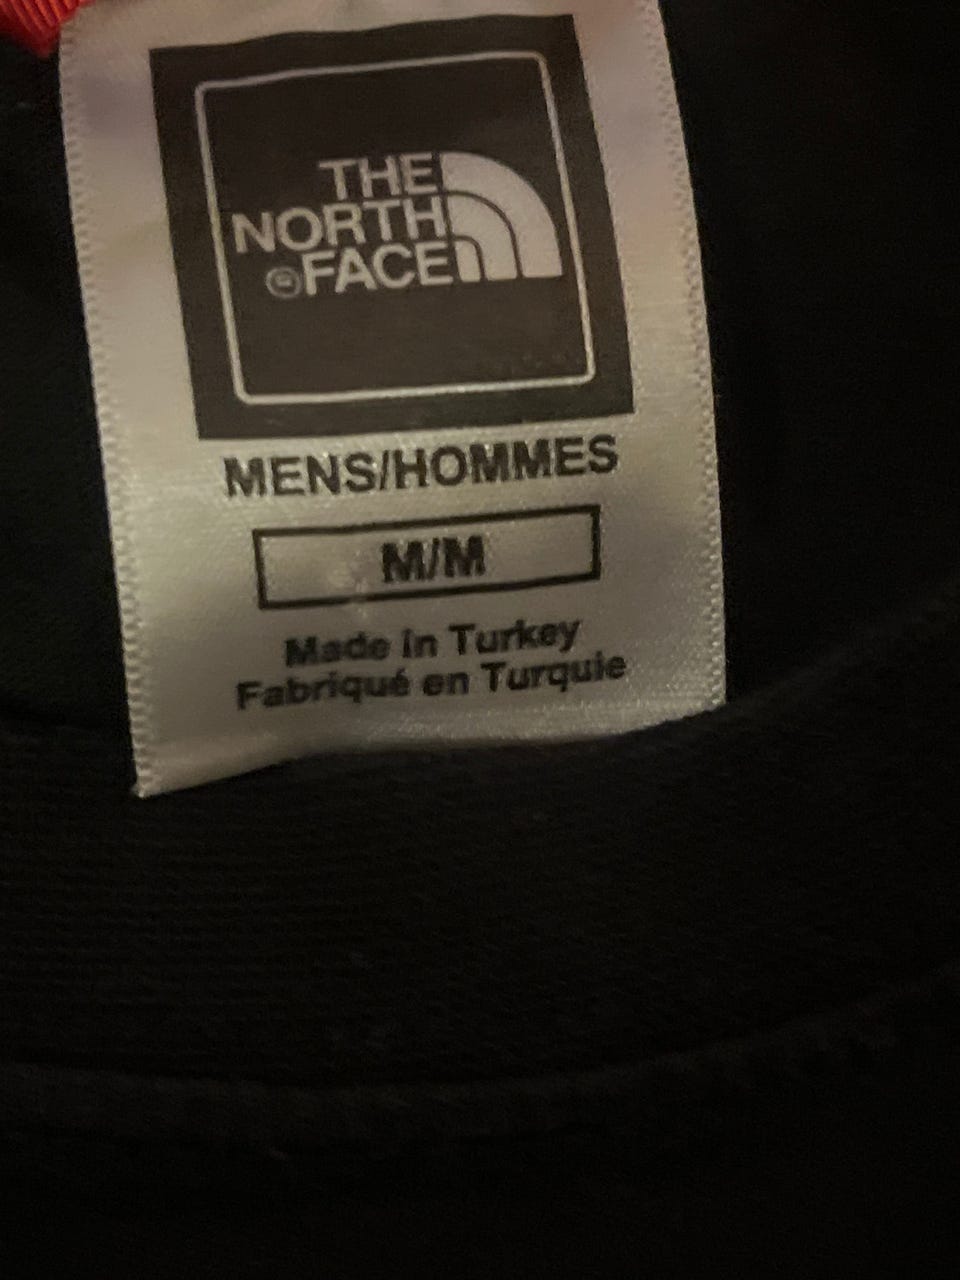 THE
NORTH
®FACE
MENS/HOMMES
M/M
Made in Turkey
Fabriqué en Turquie